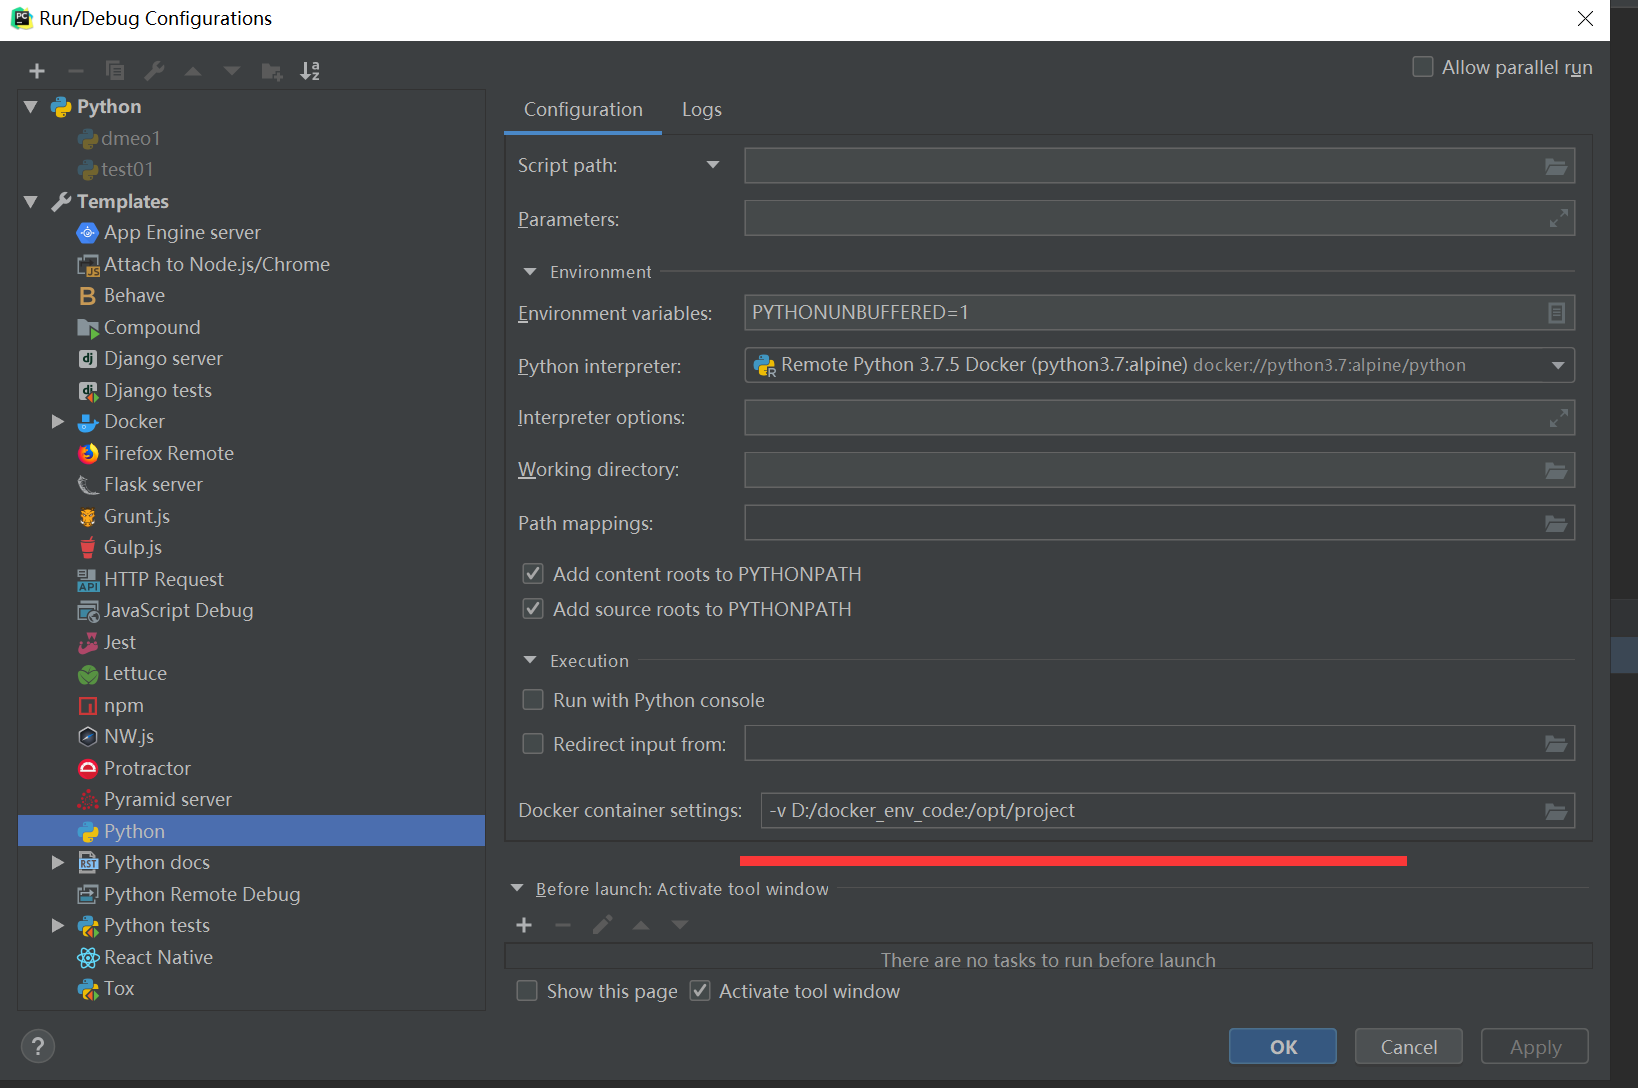 Run/Debug Configurations
Allow parallel run
Python
dmeo1
test01
Templates
App Engine server
Attach to Node.js/Chrome
Behave
Compound
Django server
Django tests
Docker
Firefox Remote
Flask server
Grunt.js
Gulp.js
HTTP Request
JavaScript Debug
Jest
Lettuce
npm
NW.js
Protractor
Pyramid server
Python
Python docs
Python Remote Debug
Python tests
React Native
Tox
Configuration Logs
Script path:
Parameters:
Environment
Environment variables: PYTHONUNBUFFERED=1
Python interpreter: Remote Python 3.7.5 Docker (python3.7:alpine) docker://python3.7:alpine/python
Interpreter options:
Working directory:
Path mappings:
Add content roots to PYTHONPATH
Add source roots to PYTHONPATH
Execution
Run with Python console
Redirect input from:
Docker container settings: -v D:/docker_env_code:/opt/project
Before launch: Activate tool window
There are no tasks to run before launch
Show this page Activate tool window
? OK Cancel Apply